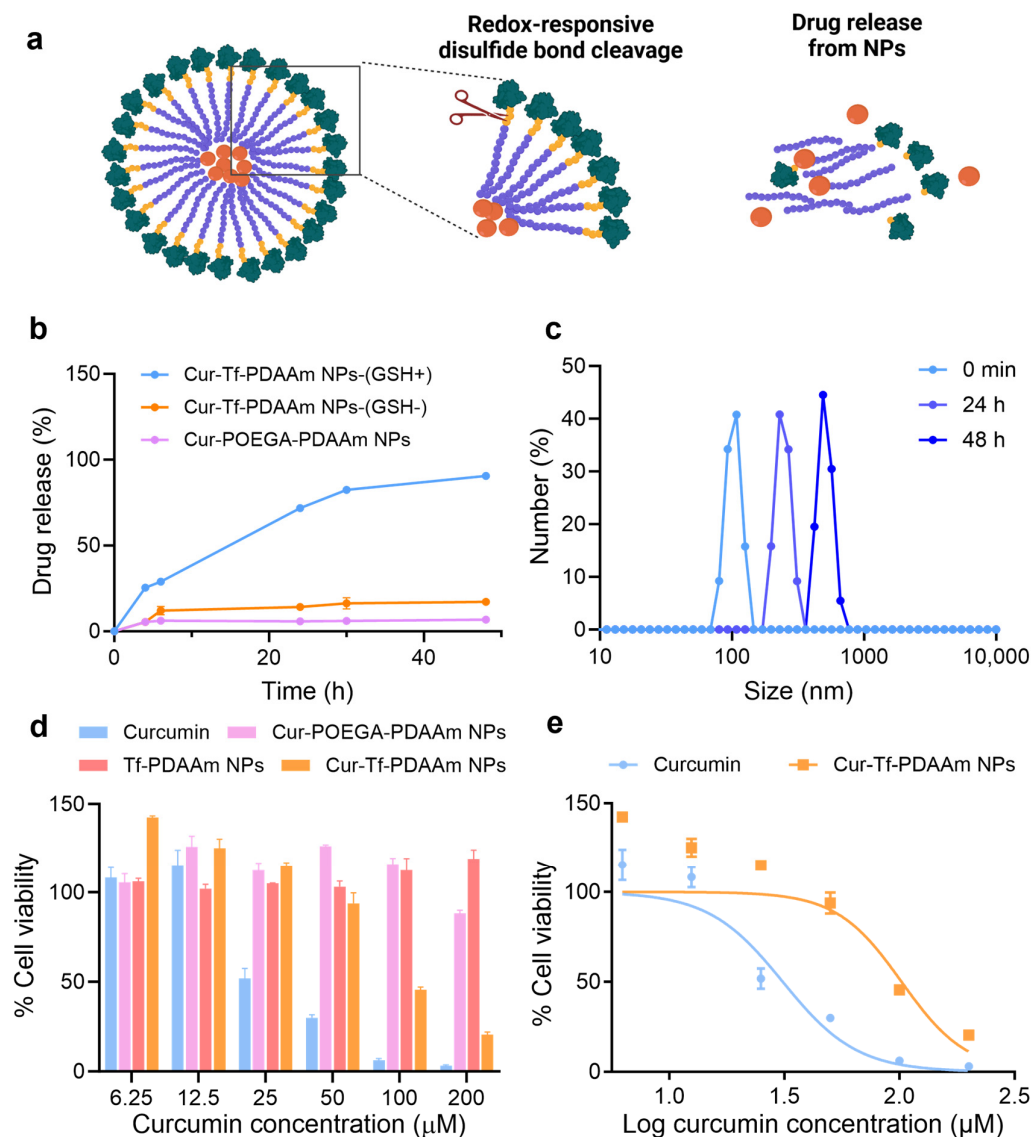 a
Redox-responsive
disulfide bond cleavage
Drug release
from NPs
b
Cur-Tf-PDAAm NPs-(GSH+)
Cur-Tf-PDAAm NPs-(GSH-)
Cur-POEGA-PDAAm NPs
150
100
50
0
Drug release (%)
0 20 40
Time (h)
c
0 min
24 h
48 h
50
40
30
20
10
0
Number (%)
10 100 1000 10,000
Size (nm)
d
Curcumin Cur-POEGA-PDAAm NPs
Tf-PDAAm NPs Cur-Tf-PDAAm NPs
150
100
50
0
% Cell viability
6.25 12.5 25 50 100 200
Curcumin concentration (μM)
e
Curcumin Cur-Tf-PDAAm NPs
150
100
50
0
% Cell viability
1.0 1.5 2.0 2.5
Log curcumin concentration (μM)